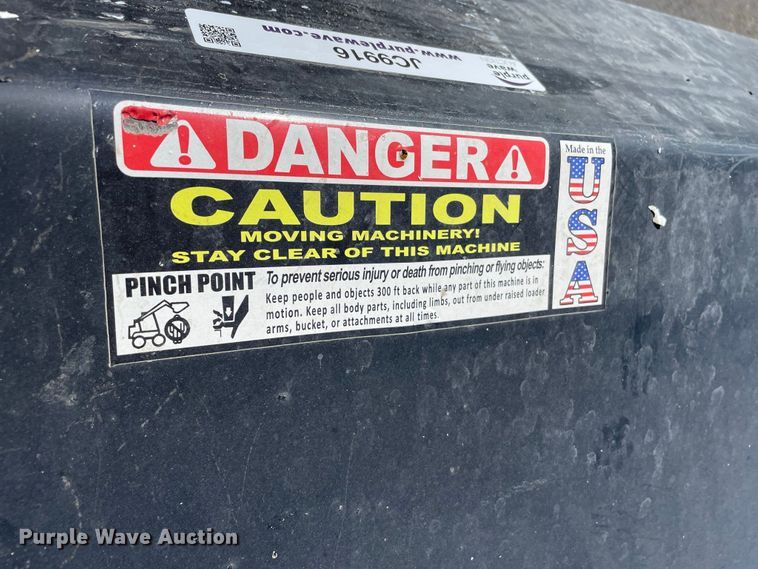 JC9916
www.purplewave.com
purple
wave
DANGER
CAUTION
MOVING MACHINERY!
STAY CLEAR OF THIS MACHINE
PINCH POINT
To prevent serious injury or death from pinching or flying objects:
Keep people and objects 300 ft back while any part of this machine is in
motion. Keep all body parts, including limbs, out from under raised loader
arms, bucket, or attachments at all times.
Made in the
USA
Purple Wave Auction